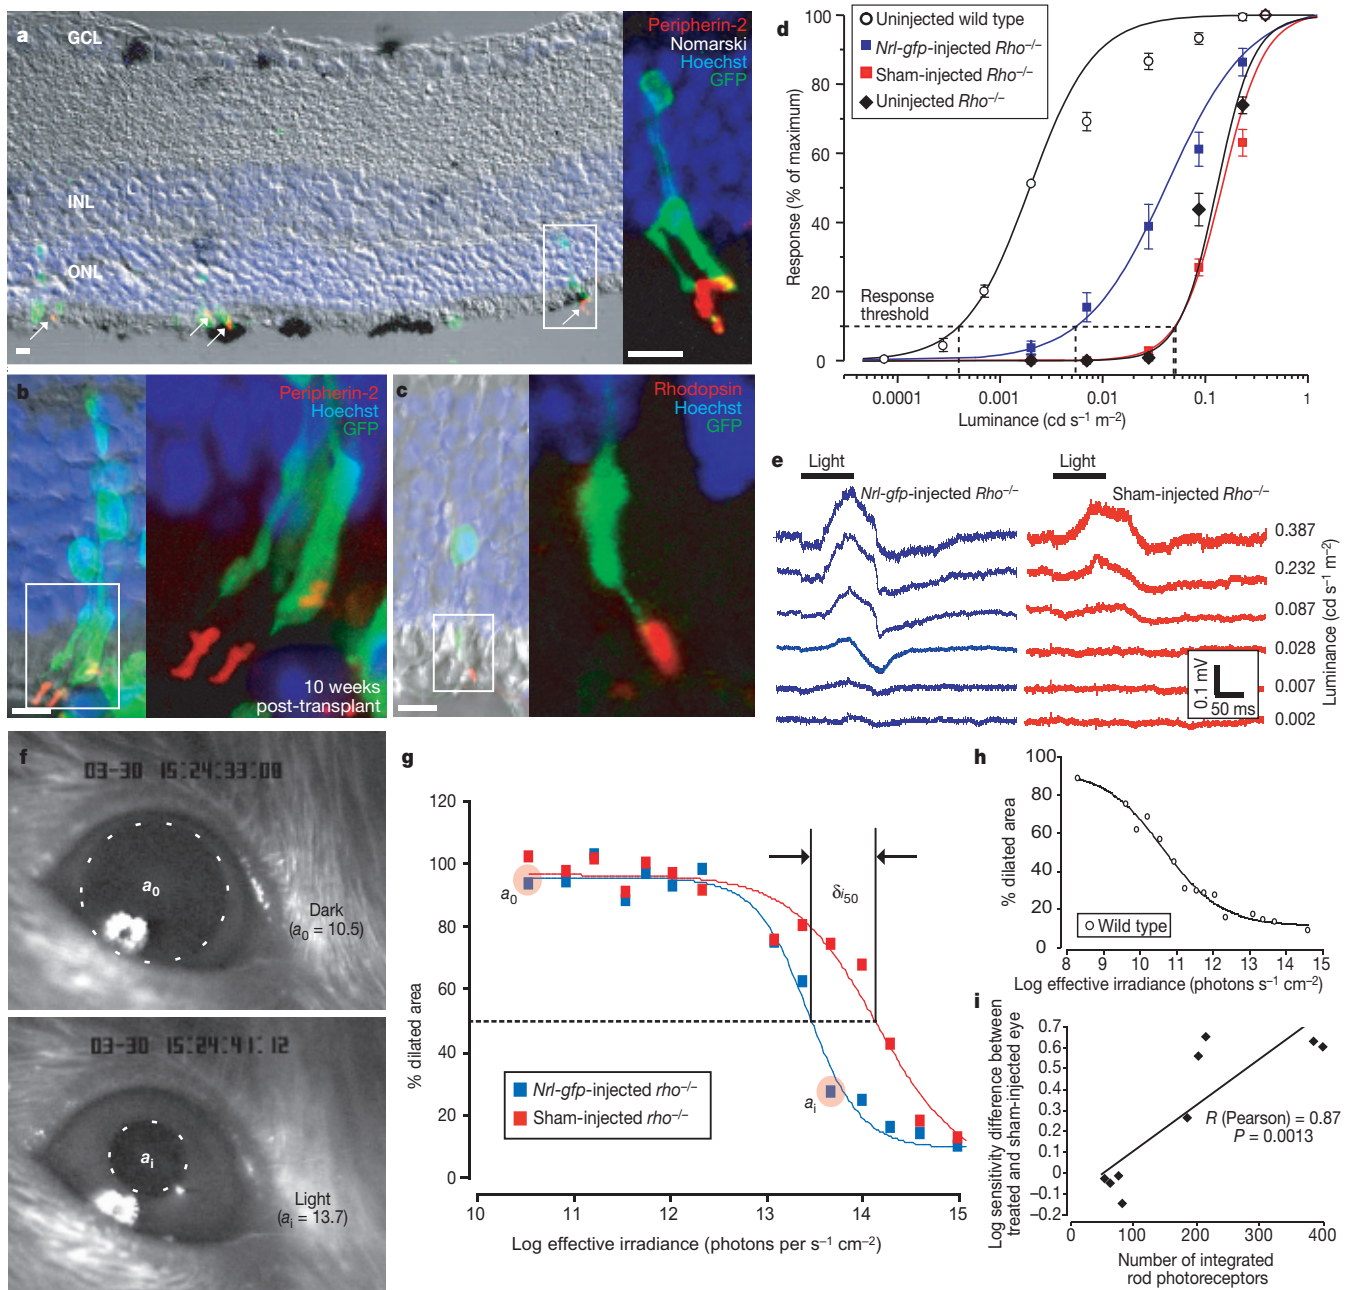 a
GCL
INL
ONL
Peripherin-2
Nomarski
Hoechst
GFP
b
Peripherin-2
Hoechst
GFP
10 weeks
post-transplant
c
Rhodopsin
Hoechst
GFP
d
Response (% of maximum)
100
80
60
40
20
0
Uninjected wild type
Nrl-gfp-injected Rho–/–
Sham-injected Rho–/–
Uninjected Rho–/–
Response
threshold
0.0001
0.001
0.01
0.1
1
Luminance (cd s–1 m–2)
e
Light
Light
Nrl-gfp-injected Rho–/–
Sham-injected Rho–/–
0.387
0.232
0.087
0.028
0.007
0.002
Luminance (cd s–1 m–2)
0.1 mV
50 ms
f
03-30 15:24:33:08
a0
Dark
(a0 = 10.5)
03-30 15:24:41:12
ai
Light
(ai = 13.7)
g
% dilated area
120
100
80
60
40
20
0
a0
δi50
ai
Nrl-gfp-injected rho–/–
Sham-injected rho–/–
10
11
12
13
14
15
Log effective irradiance (photons per s–1 cm–2)
h
% dilated area
100
80
60
40
20
0
Wild type
8
9
10
11
12
13
14
15
Log effective irradiance (photons s–1 cm–2)
i
Log sensitivity difference between
treated and sham-injected eye
0.7
0.6
0.5
0.4
0.3
0.2
0.1
0
–0.1
–0.2
R (Pearson) = 0.87
P = 0.0013
0
100
200
300
400
Number of integrated
rod photoreceptors